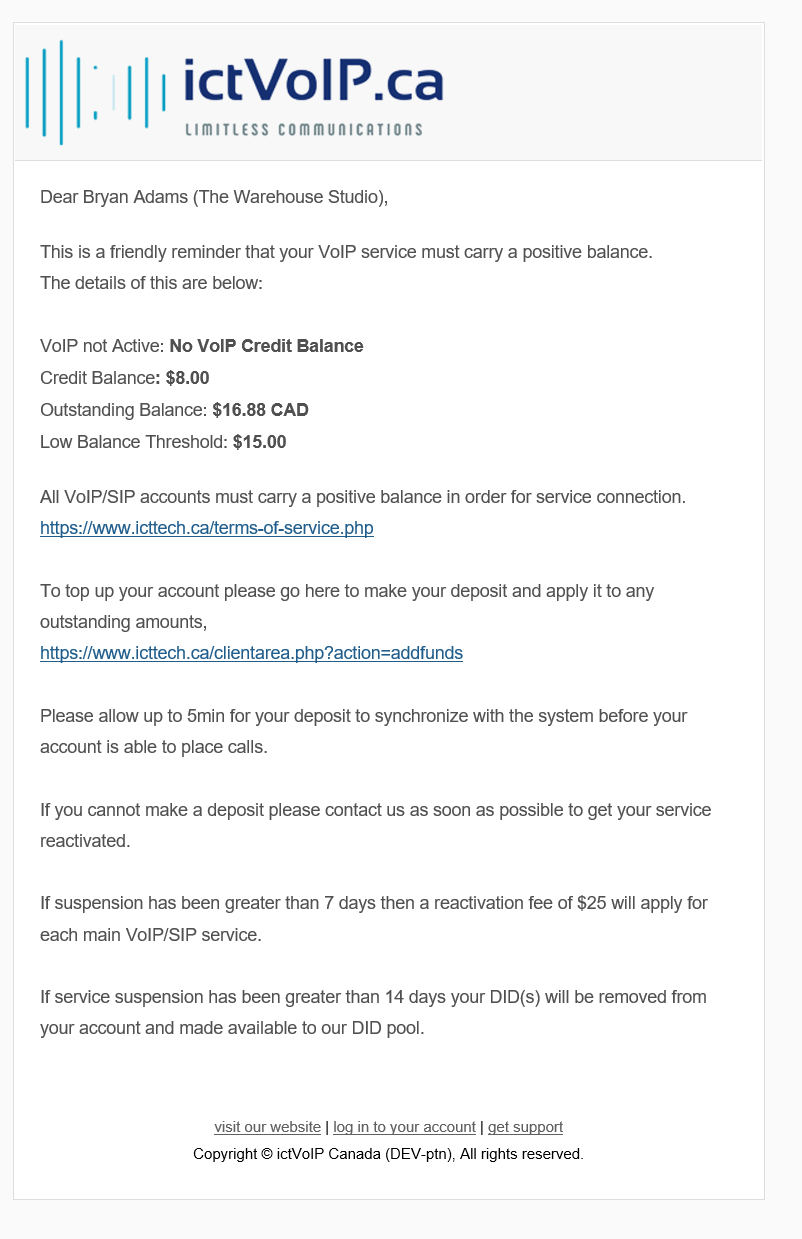 ictVoIP.ca
LIMITLESS COMMUNICATIONS
Dear Bryan Adams (The Warehouse Studio),
This is a friendly reminder that your VoIP service must carry a positive balance.
The details of this are below:
VoIP not Active: No VoIP Credit Balance
Credit Balance: $8.00
Outstanding Balance: $16.88 CAD
Low Balance Threshold: $15.00
All VoIP/SIP accounts must carry a positive balance in order for service connection.
https://www.icttech.ca/terms-of-service.php
To top up your account please go here to make your deposit and apply it to any
outstanding amounts,
https://www.icttech.ca/clientarea.php?action=addfunds
Please allow up to 5min for your deposit to synchronize with the system before your
account is able to place calls.
If you cannot make a deposit please contact us as soon as possible to get your service
reactivated.
If suspension has been greater than 7 days then a reactivation fee of $25 will apply for
each main VoIP/SIP service.
If service suspension has been greater than 14 days your DID(s) will be removed from
your account and made available to our DID pool.
visit our website | log in to your account | get support
Copyright © ictVoIP Canada (DEV-ptn), All rights reserved.